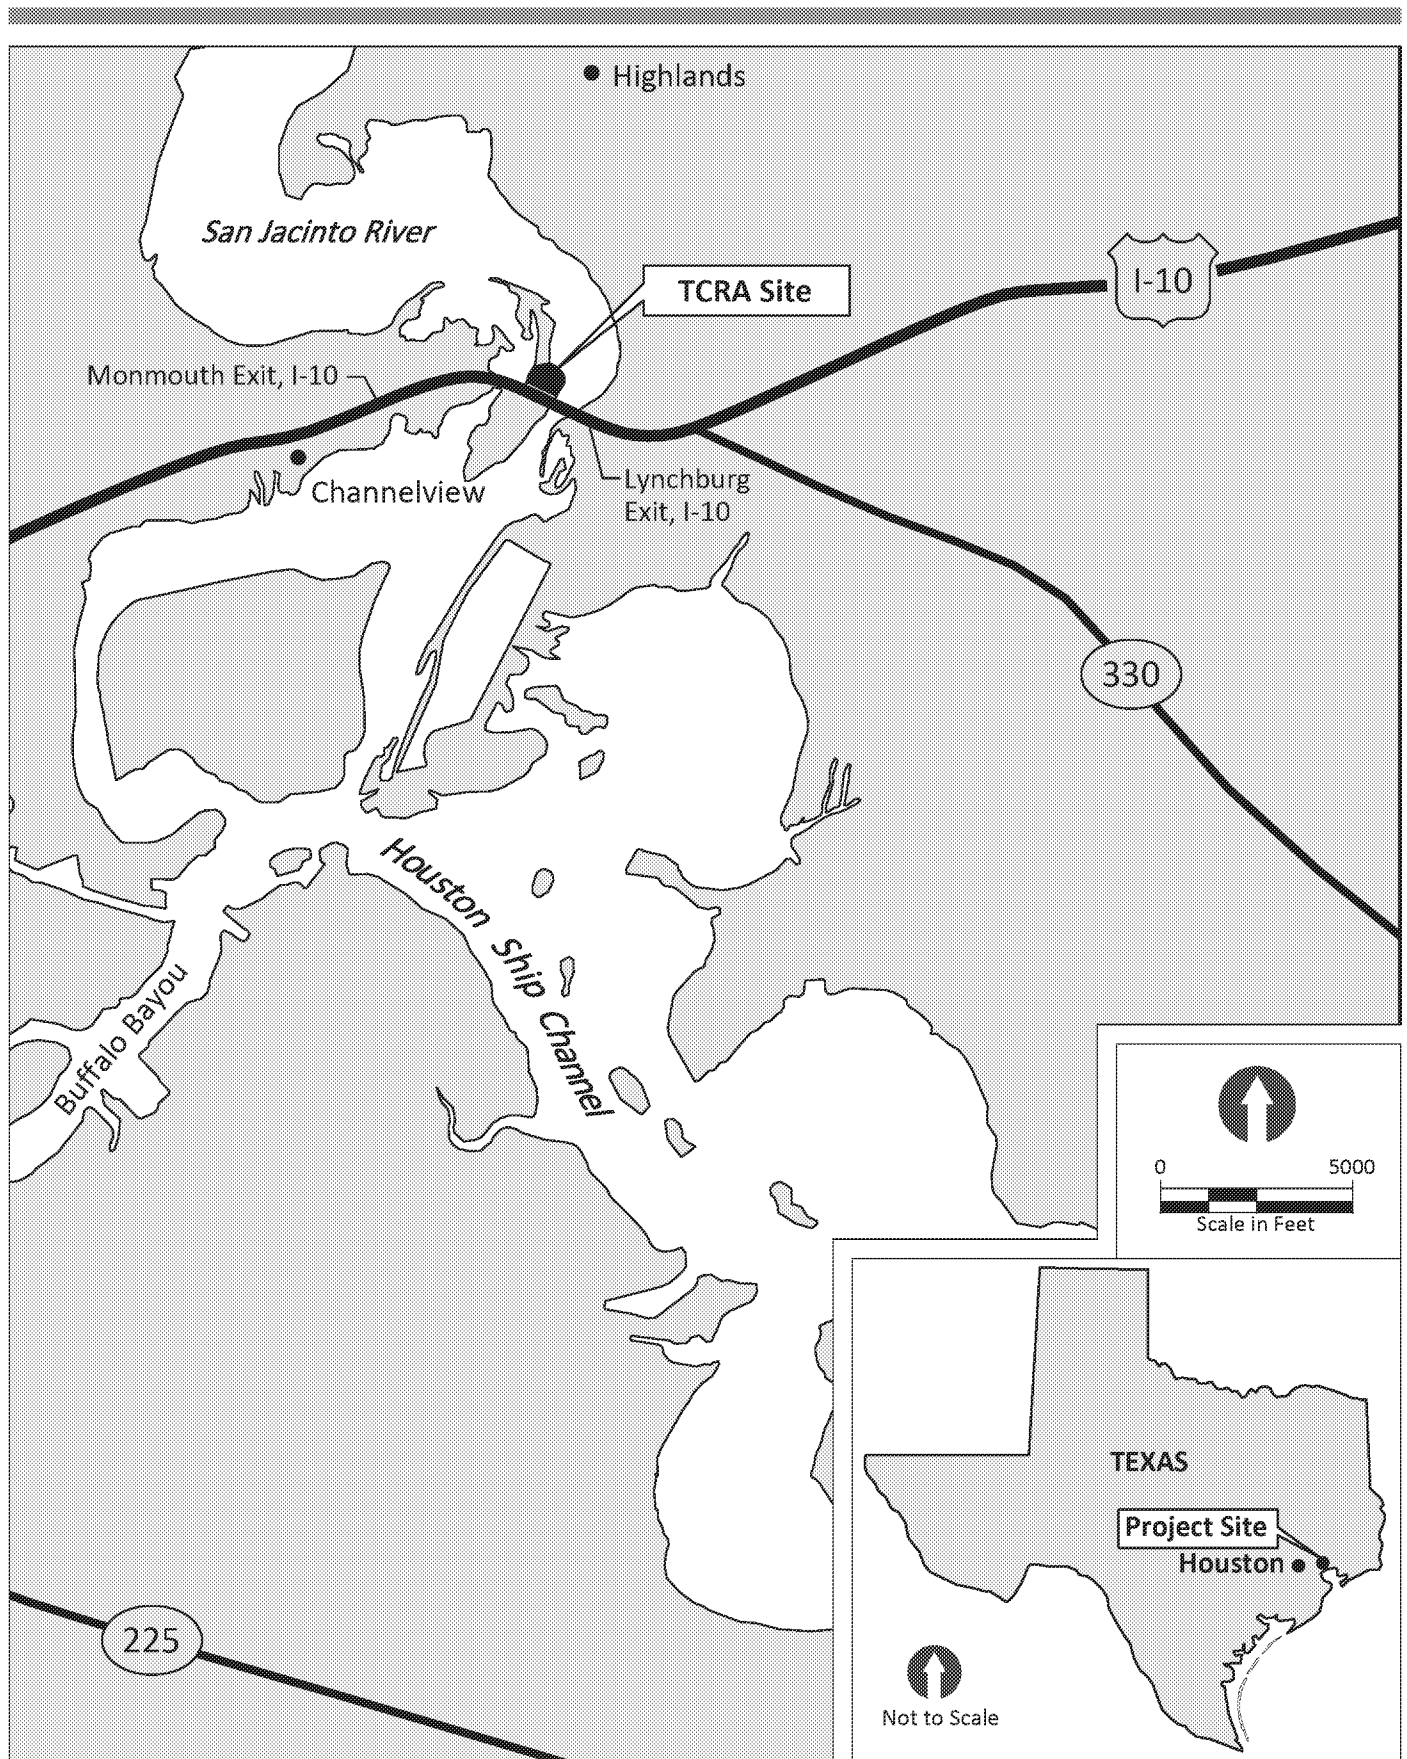 Highlands
San Jacinto River
TCRA Site
I-10
Monmouth Exit, I-10
Channelview
Lynchburg
Exit, I-10
330
Houston Ship Channel
Buffalo Bayou
0 5000
Scale in Feet
TEXAS
Project Site
Houston
225
Not to Scale